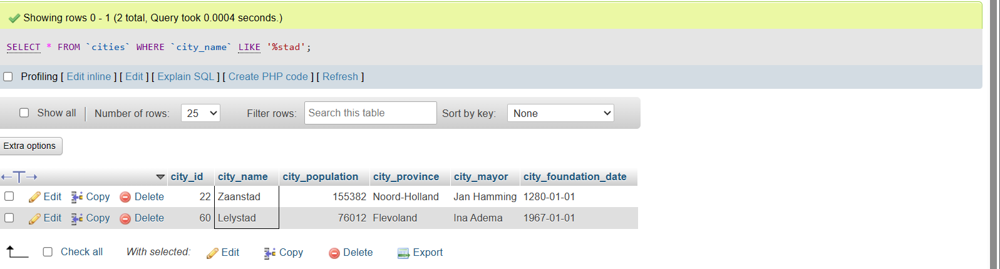 Showing rows 0 - 1 (2 total, Query took 0.0004 seconds.)
SELECT * FROM `cities` WHERE `city_name` LIKE '%stad';
Profiling [ Edit inline ] [ Edit ] [ Explain SQL ] [ Create PHP code ] [ Refresh ]
Show all Number of rows: 25 Filter rows: Search this table Sort by key: None
Extra options
city_id city_name city_population city_province city_mayor city_foundation_date
Edit Copy Delete 22 Zaanstad 155382 Noord-Holland Jan Hamming 1280-01-01
Edit Copy Delete 60 Lelystad 76012 Flevoland Ina Adema 1967-01-01
Check all With selected: Edit Copy Delete Export